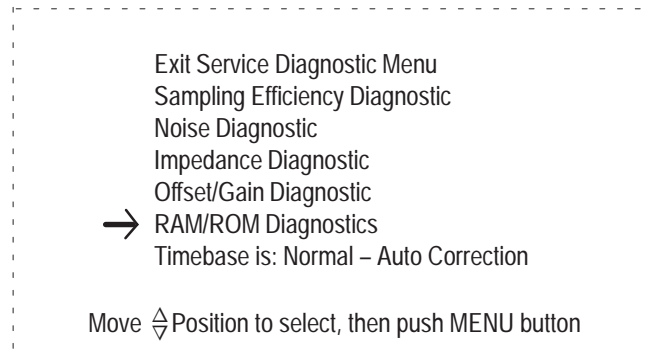 Exit Service Diagnostic Menu
Sampling Efficiency Diagnostic
Noise Diagnostic
Impedance Diagnostic
Offset/Gain Diagnostic
→ RAM/ROM Diagnostics
Timebase is: Normal – Auto Correction
Move △▽ Position to select, then push MENU button